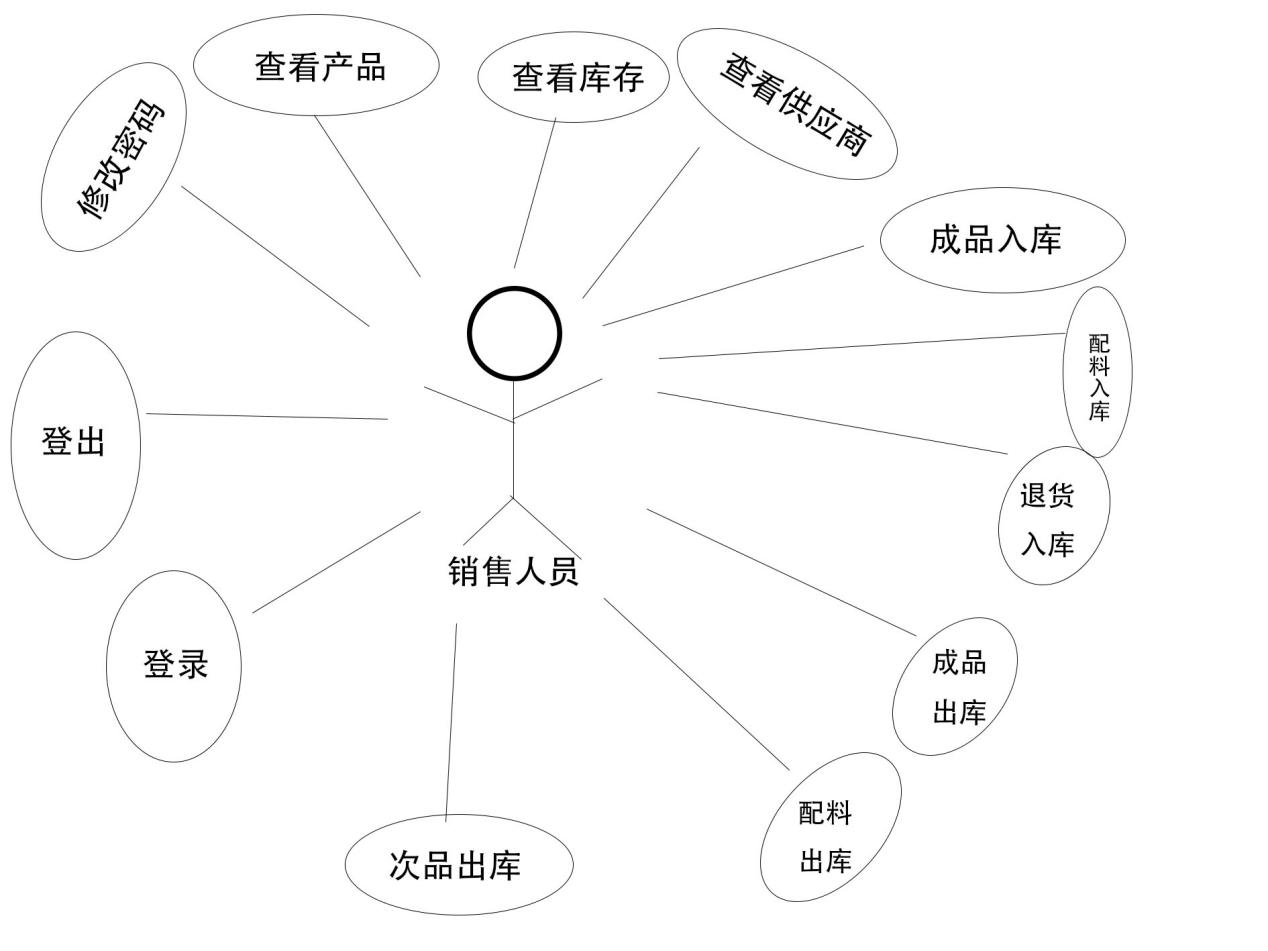 查看产品
查看库存
查看供应商
修改密码
成品入库
配料入库
登出
退货
入库
销售人员
登录
成品
出库
配料
出库
次品出库